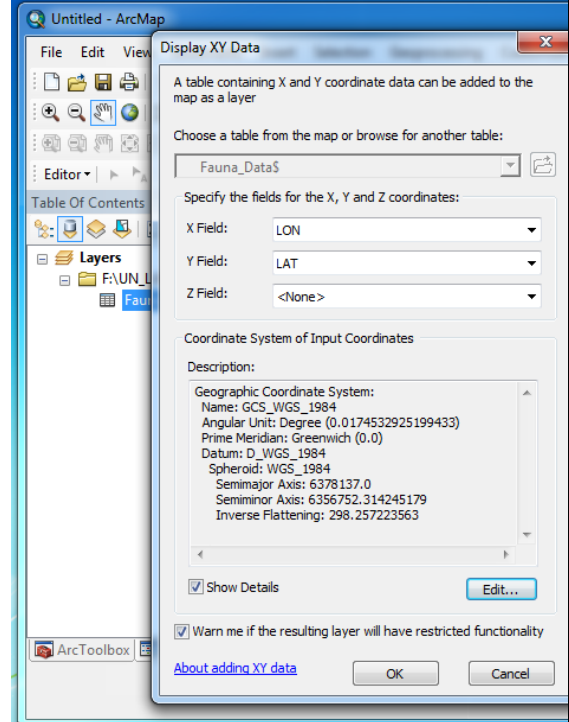 Untitled - ArcMap
File Edit View
Editor
Table Of Contents
Layers
F:\UN_L
Faun
ArcToolbox
Display XY Data
A table containing X and Y coordinate data can be added to the
map as a layer
Choose a table from the map or browse for another table:
Fauna_Data$
Specify the fields for the X, Y and Z coordinates:
X Field: LON
Y Field: LAT
Z Field: <None>
Coordinate System of Input Coordinates
Description:
Geographic Coordinate System:
Name: GCS_WGS_1984
Angular Unit: Degree (0.0174532925199433)
Prime Meridian: Greenwich (0.0)
Datum: D_WGS_1984
Spheroid: WGS_1984
Semimajor Axis: 6378137.0
Semiminor Axis: 6356752.314245179
Inverse Flattening: 298.257223563
Show Details
Edit...
Warn me if the resulting layer will have restricted functionality
About adding XY data
OK
Cancel